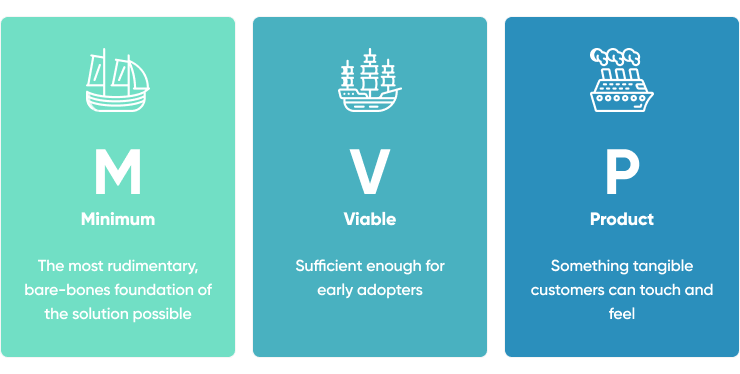 M
Minimum
The most rudimentary,
bare-bones foundation of
the solution possible
V
Viable
Sufficient enough for
early adopters
P
Product
Something tangible
customers can touch and
feel